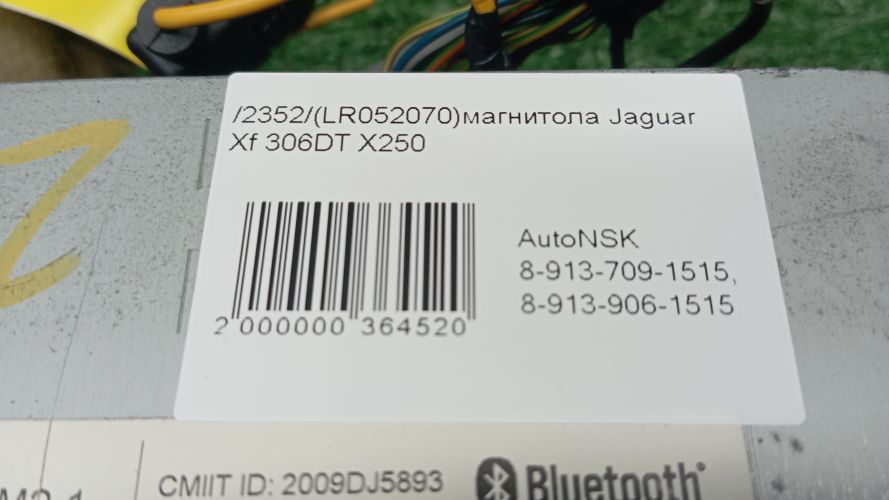 /2352/(LR052070)магнитола Jaguar
Xf 306DT X250
AutoNSK
8-913-709-1515,
8-913-906-1515
2 000000 364520
CMIIT ID: 2009DJ5893
Bluetooth®